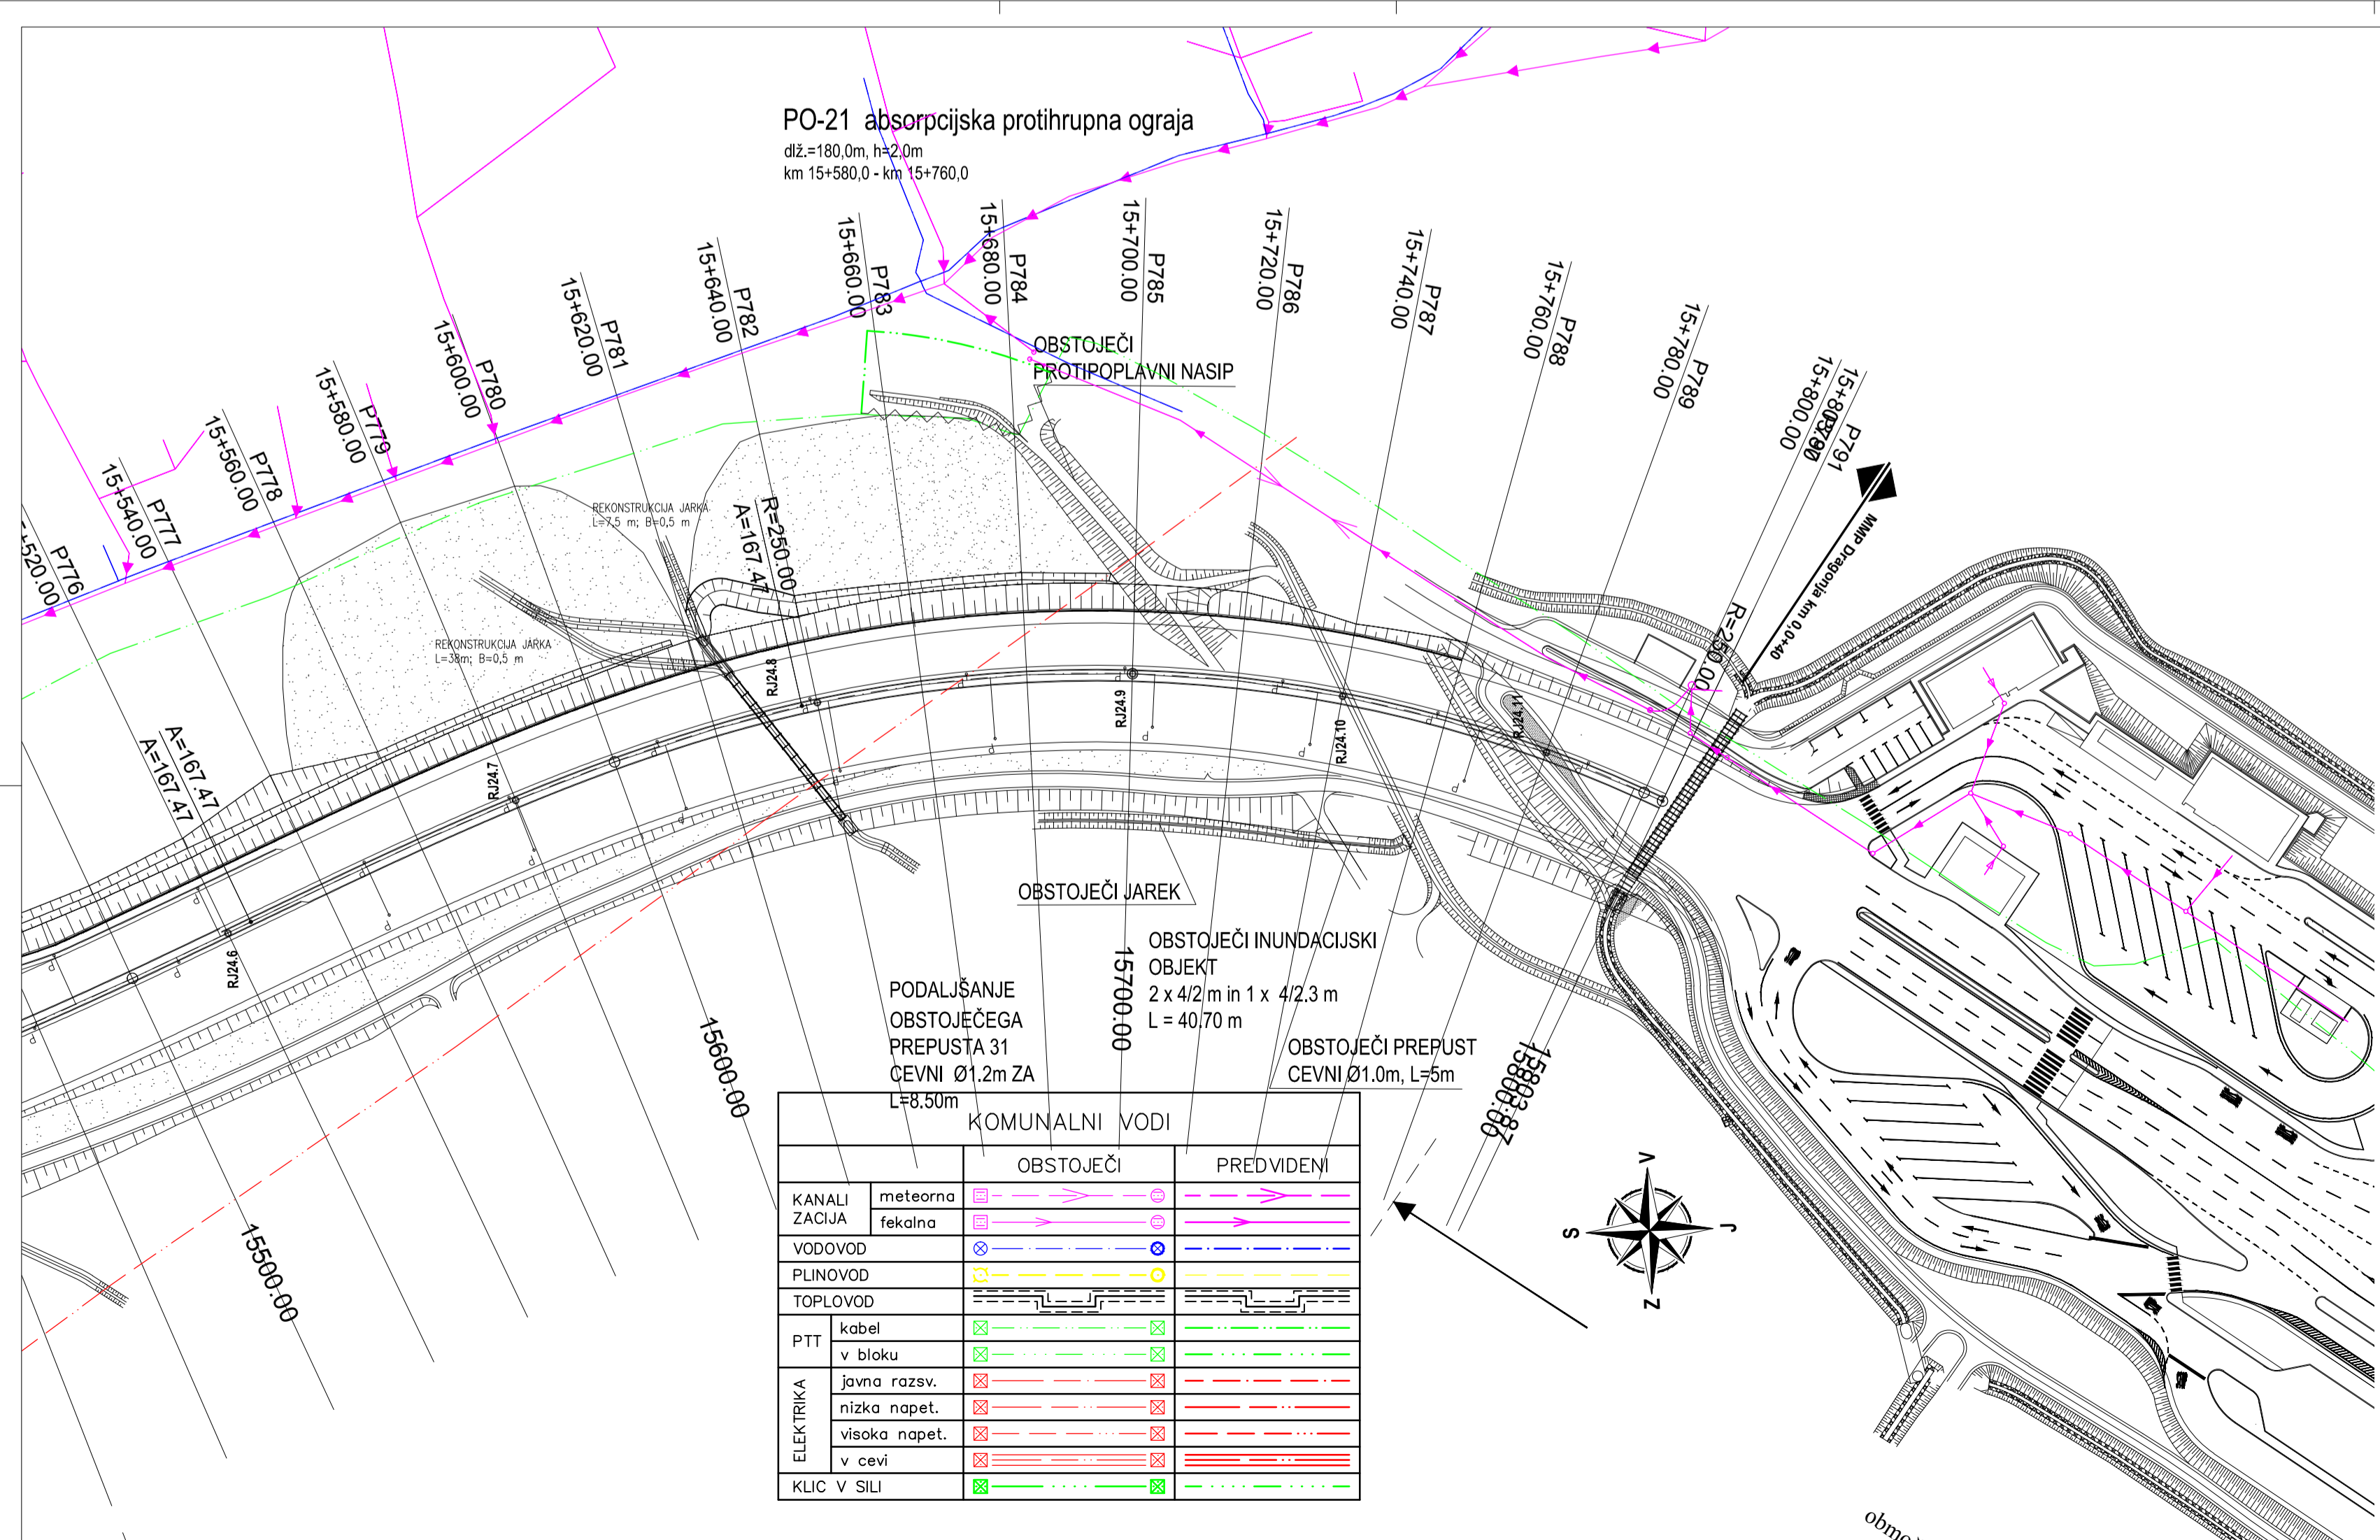 PO-21 absorpcijska protihrupna ograja
dlž.=180,0m, h=2,0m
km 15+580,0 - km 15+760,0
P776
P777
15+540.00
P778
15+560.00
P779
15+580.00
P780
15+600.00
P781
15+620.00
P782
15+640.00
P783
15+660.00
P784
15+680.00
P785
15+700.00
P786
15+720.00
P787
15+740.00
P788
15+760.00
P789
15+780.00
15+800.00
P791
OBSTOJEČI
PROTIPOPLAVNI NASIP
REKONSTRUKCIJA JARKA
L=7,5 m; B=0,5 m
REKONSTRUKCIJA JARKA
L=38m; B=0,5 m
R=250.00
A=167.47
A=167.47
A=167.47
R=250.00
MMP Dragonja km 0,0+40
RJ24.6
RJ24.7
RJ24.8
RJ24.9
RJ24.10
RJ24.11
OBSTOJEČI JAREK
OBSTOJEČI INUNDACIJSKI
OBJEKT
2 x 4/2 m in 1 x 4/2.3 m
L = 40.70 m
PODALJŠANJE
OBSTOJEČEGA
PREPUSTA 31
CEVNI Ø1.2m ZA
L=8.50m
OBSTOJEČI PREPUST
CEVNI Ø1.0m, L=5m
15500.00
15600.00
15700.00
15800.00
15803.87
KOMUNALNI VODI
OBSTOJEČI
PREDVIDENI
KANALI
ZACIJA
meteorna
fekalna
VODOVOD
PLINOVOD
TOPLOVOD
PTT
kabel
v bloku
ELEKTRIKA
javna razsv.
nizka napet.
visoka napet.
v cevi
KLIC V SILI
V
S
J
Z